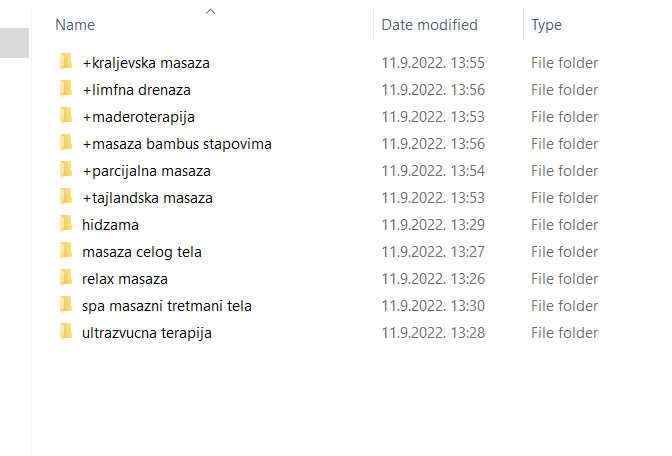 Name Date modified Type
+kraljevska masaza 11.9.2022. 13:55 File folder
+limfna drenaza 11.9.2022. 13:56 File folder
+maderoterapija 11.9.2022. 13:53 File folder
+masaza bambus stapovima 11.9.2022. 13:56 File folder
+parcijalna masaza 11.9.2022. 13:54 File folder
+tajlandska masaza 11.9.2022. 13:53 File folder
hidzama 11.9.2022. 13:29 File folder
masaza celog tela 11.9.2022. 13:27 File folder
relax masaza 11.9.2022. 13:26 File folder
spa masazni tretmani tela 11.9.2022. 13:30 File folder
ultrazvucna terapija 11.9.2022. 13:28 File folder